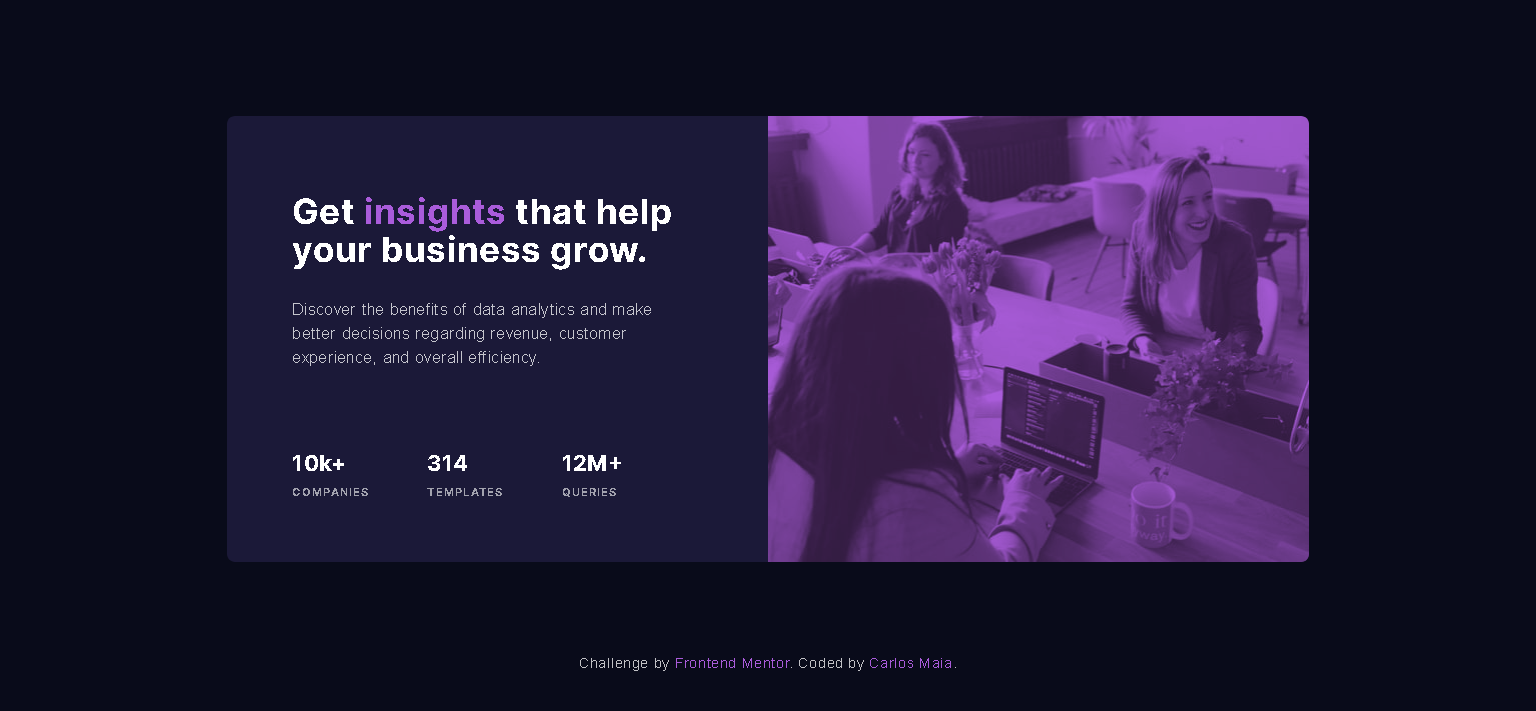 Get insights that help
your business grow.
Discover the benefits of data analytics and make
better decisions regarding revenue, customer
experience, and overall efficiency.
10k+ 314 12M+
COMPANIES TEMPLATES QUERIES
Challenge by Frontend Mentor. Coded by Carlos Maia.